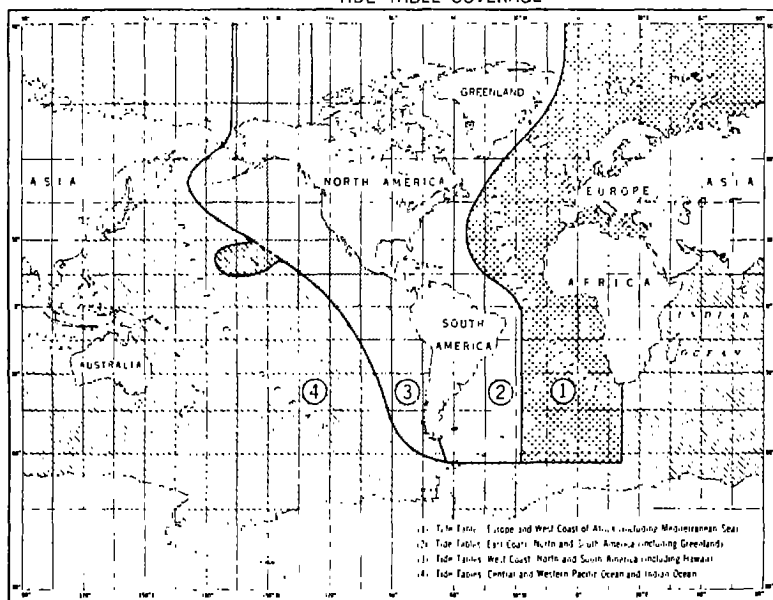 TIDE TABLE COVERAGE
GREENLAND
ASIA
NORTH AMERICA
EUROPE
ASIA
AFRICA
SOUTH AMERICA
INDIAN OCEAN
AUSTRALIA
4 3 2 1
(1) Tide Table Europe and West Coast of Africa (including Mediterranean Sea)
(2) Tide Tables East Coast North and South America (including Greenland)
(3) Tide Tables West Coast North and South America (including Hawaii)
(4) Tide Tables Central and Western Pacific Ocean and Indian Ocean